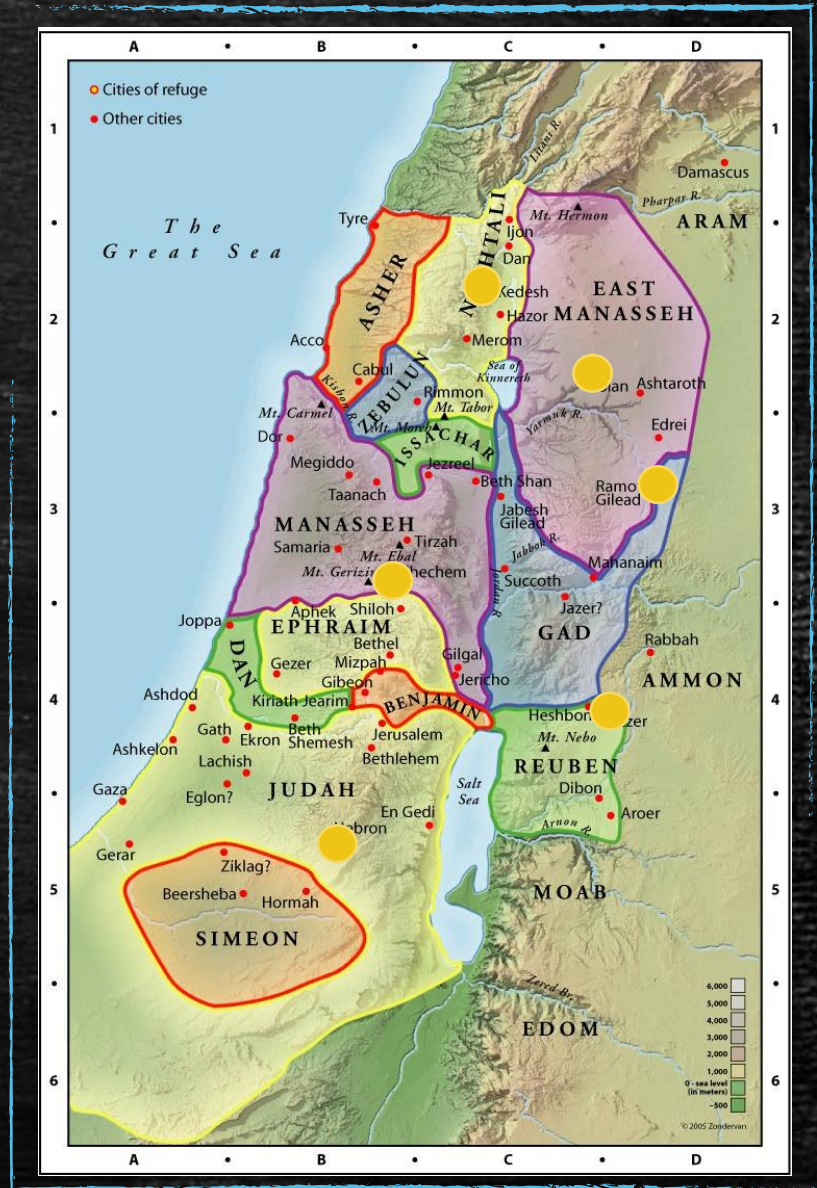 A • B • C • D
Cities of refuge
Other cities
1
1
Litani R.
Damascus
Pharpar R.
ARAM
Mt. Hermon
•
•
Tyre
Ijon
Dan
The
Great Sea
ASHER
Kedesh
EAST
MANASSEH
2
2
Hazor
Merom
Acco
Cabul
Sea of
Kinnereth
Ashtaroth
Kishon R.
ZEBULUN
Rimmon
Mt. Carmel
Mt. Tabor
•
•
Yarmuk R.
Mt. Moreh
Edrei
Dor
ISSACHAR
Megiddo
Jezreel
Taanach
Beth Shan
Gilead
3
3
Jabesh
Gilead
MANASSEH
Samaria
Tirzah
Mt. Ebal
Jabbok R.
Mahanaim
Succoth
Jordan R.
•
•
Aphek
Shiloh
Jazer?
Joppa
EPHRAIM
GAD
DAN
Bethel
Rabbah
Gezer
Mizpah
Gilgal
Gibeon
Jericho
AMMON
4
4
Ashdod
Kiriath Jearim
BENJAMIN
Heshbon
Gath
Ekron
Beth
Shemesh
Jerusalem
Mt. Nebo
Ashkelon
Bethlehem
Lachish
REUBEN
Gaza
Eglon?
JUDAH
Salt
Sea
Dibon
•
•
En Gedi
Aroer
Arnon R.
Gerar
Ziklag?
5
5
Beersheba
Hormah
MOAB
SIMEON
•
•
Zered Br.
EDOM
6,000
5,000
4,000
3,000
2,000
1,000
0 - sea level
(in meters)
-500
6
6
© 2005 Zondervan
A • B • C • D